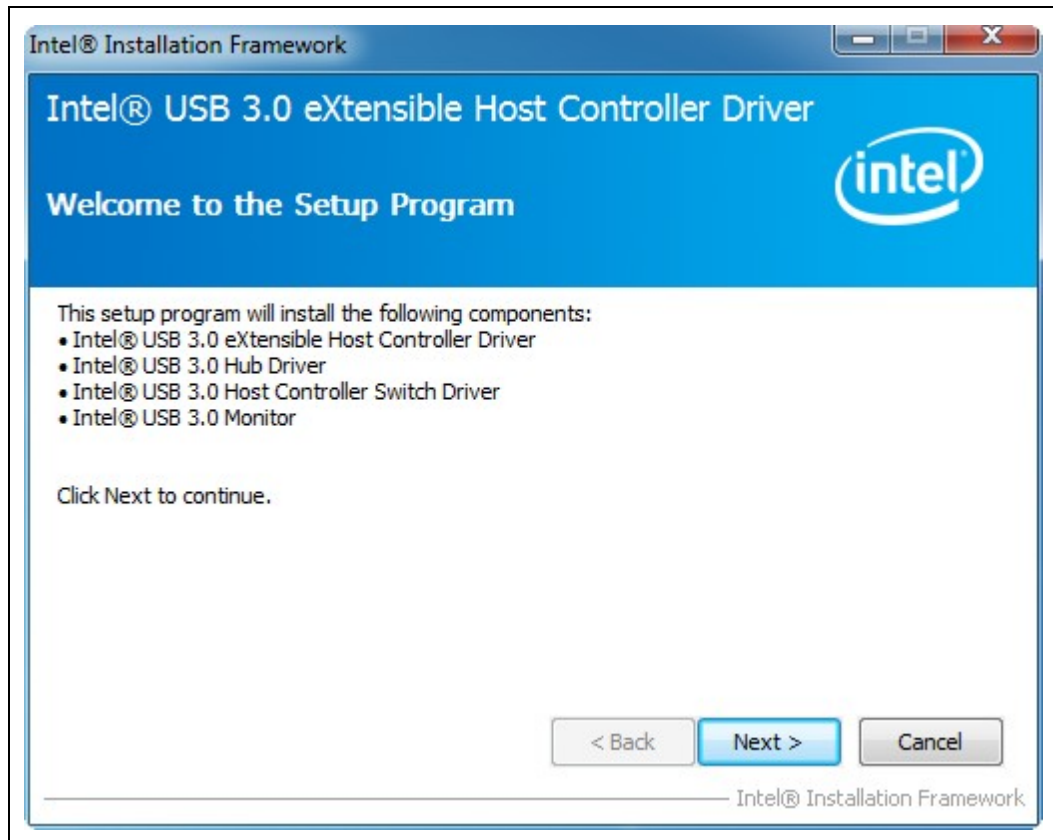 Intel® Installation Framework
Intel® USB 3.0 eXtensible Host Controller Driver
intel
Welcome to the Setup Program
This setup program will install the following components:
• Intel® USB 3.0 eXtensible Host Controller Driver
• Intel® USB 3.0 Hub Driver
• Intel® USB 3.0 Host Controller Switch Driver
• Intel® USB 3.0 Monitor
Click Next to continue.
< Back Next > Cancel
Intel® Installation Framework